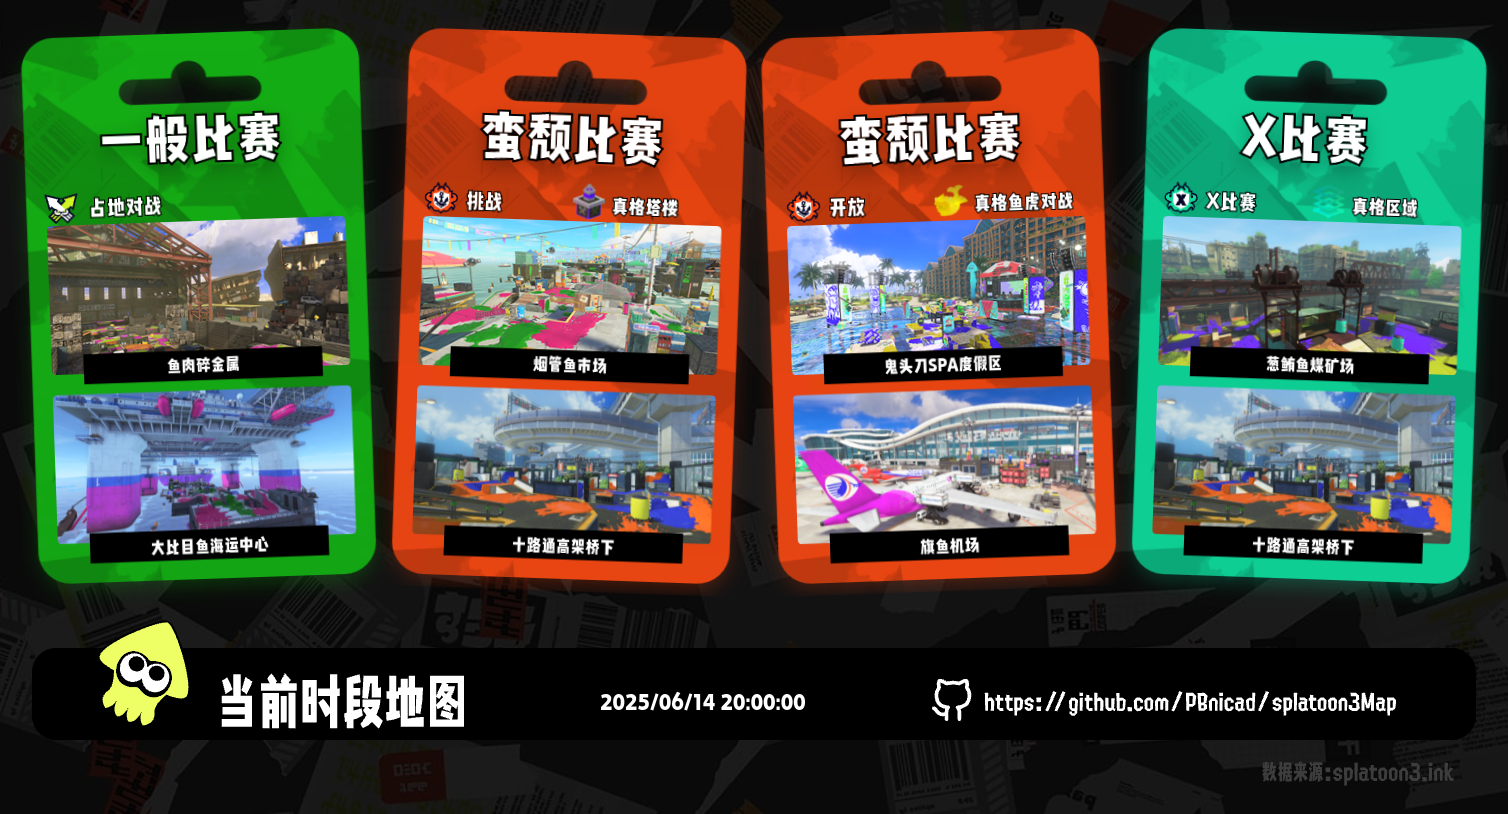 一般比赛
占地对战
鱼肉碎金属
大比目鱼海运中心
蛮颓比赛
挑战
真格塔楼
烟管鱼市场
十路通高架桥下
蛮颓比赛
开放
真格鱼虎对战
鬼头刀SPA度假区
旗鱼机场
X比赛
X比赛
真格区域
葱鲔鱼煤矿场
十路通高架桥下
当前时段地图
2025/06/14 20:00:00
https://github.com/PBnicad/splatoon3Map
数据来源:splatoon3.ink